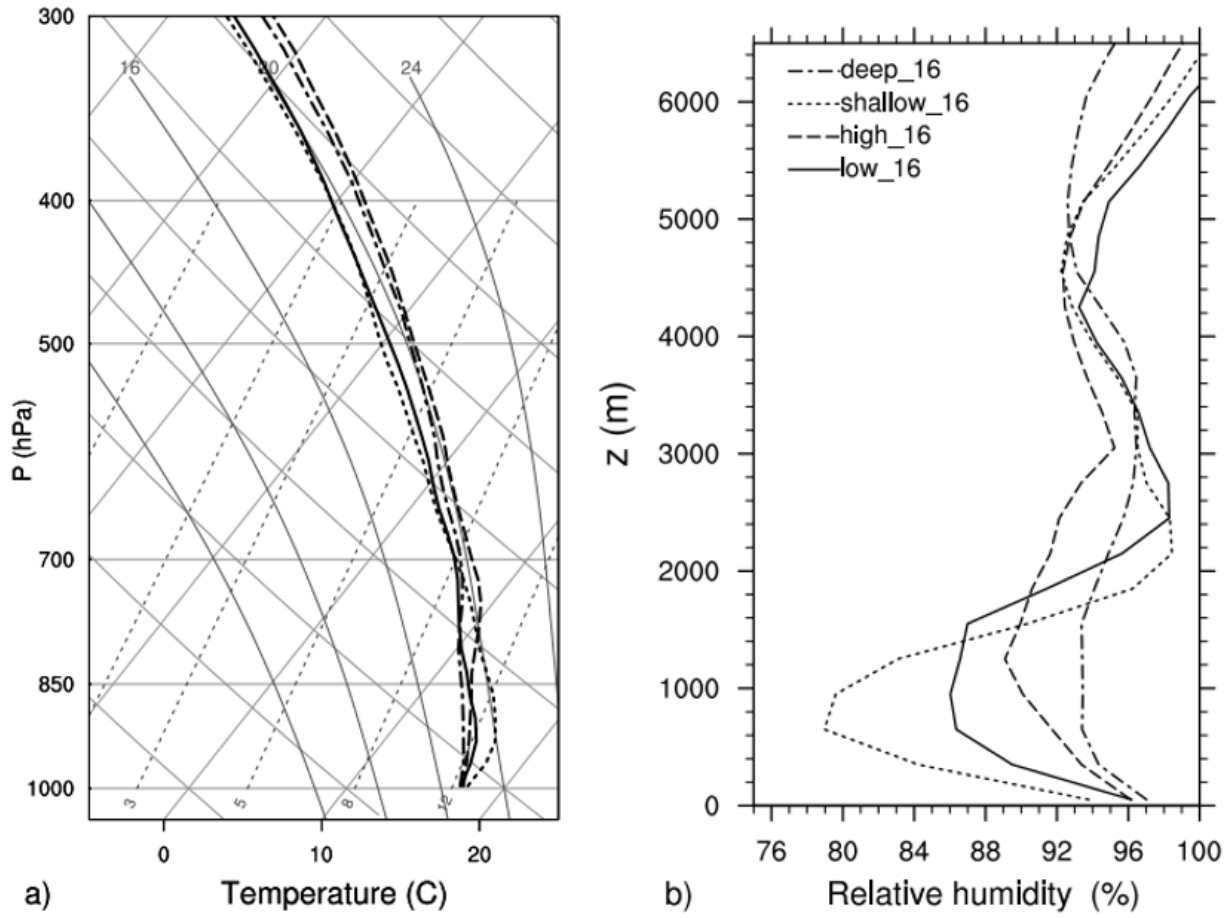 300
400
500
700
850
1000
P (hPa)
16
20
24
3
5
8
12
0 10 20
a) Temperature (C)
deep_16
shallow_16
high_16
low_16
6000
5000
4000
3000
2000
1000
0
z (m)
76 80 84 88 92 96 100
b) Relative humidity (%)